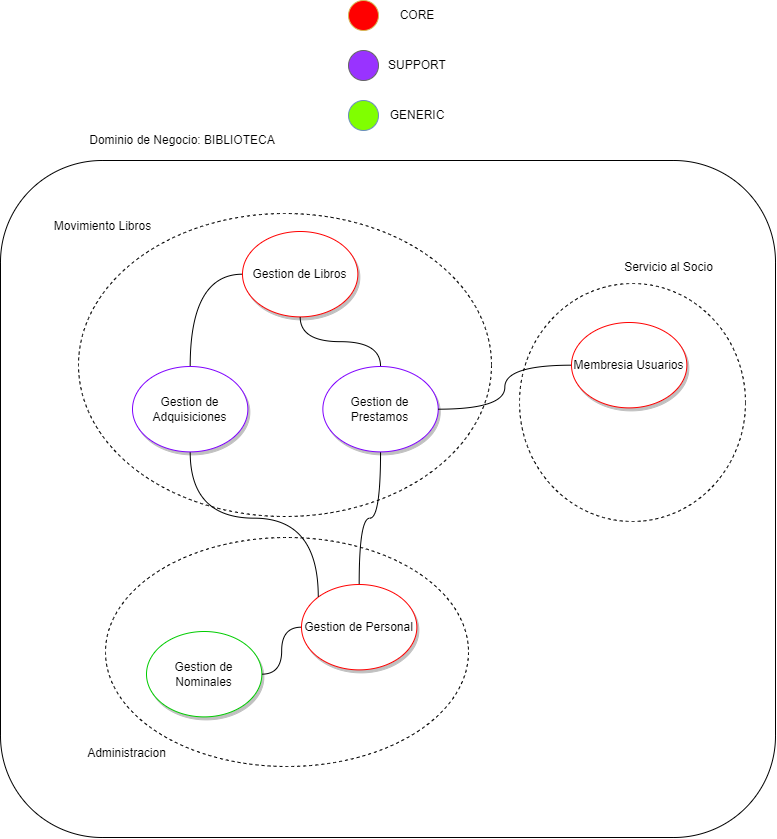 CORE
SUPPORT
GENERIC
Dominio de Negocio: BIBLIOTECA
Movimiento Libros
Gestion de Libros
Servicio al Socio
Membresia Usuarios
Gestion de
Adquisiciones
Gestion de
Prestamos
Gestion de Personal
Gestion de
Nominales
Administracion